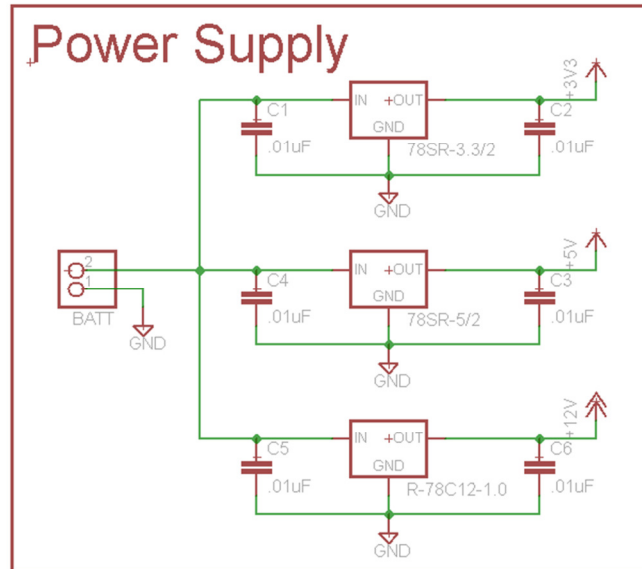 Power Supply
+3V3
C1
IN +OUT
C2
GND
.01uF
78SR-3.3/2
.01uF
GND
+5V
2
1
BATT
GND
C4
IN +OUT
C3
GND
.01uF
78SR-5/2
.01uF
GND
+12V
C5
IN +OUT
C6
GND
.01uF
R-78C12-1.0
.01uF
GND